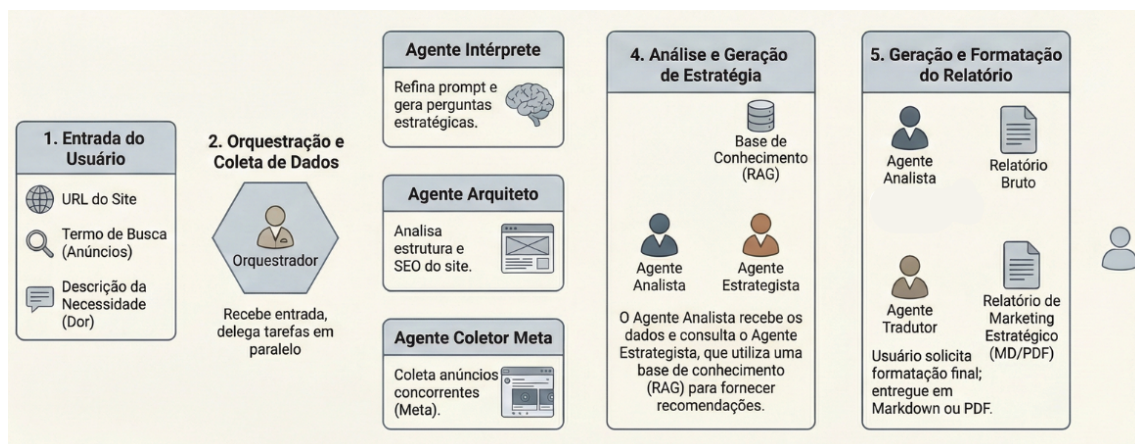 1. Entrada do
Usuário
URL do Site
Termo de Busca
(Anúncios)
Descrição da
Necessidade
(Dor)
2. Orquestração e
Coleta de Dados
Orquestrador
Recebe entrada,
delega tarefas em
paralelo
Agente Intérprete
Refina prompt e
gera perguntas
estratégicas.
Agente Arquiteto
Analisa
estrutura e
SEO do site.
Agente Coletor Meta
Coleta anúncios
concorrentes
(Meta).
4. Análise e Geração
de Estratégia
Base de
Conhecimento
(RAG)
Agente
Analista
Agente
Estrategista
O Agente Analista recebe os
dados e consulta o Agente
Estrategista, que utiliza uma
base de conhecimento
(RAG) para fornecer
recomendações.
5. Geração e Formatação
do Relatório
Agente
Analista
Relatório
Bruto
Agente
Tradutor
Relatório de
Marketing
Estratégico
(MD/PDF)
Usuário solicita
formatação final;
entregue em
Markdown ou PDF.